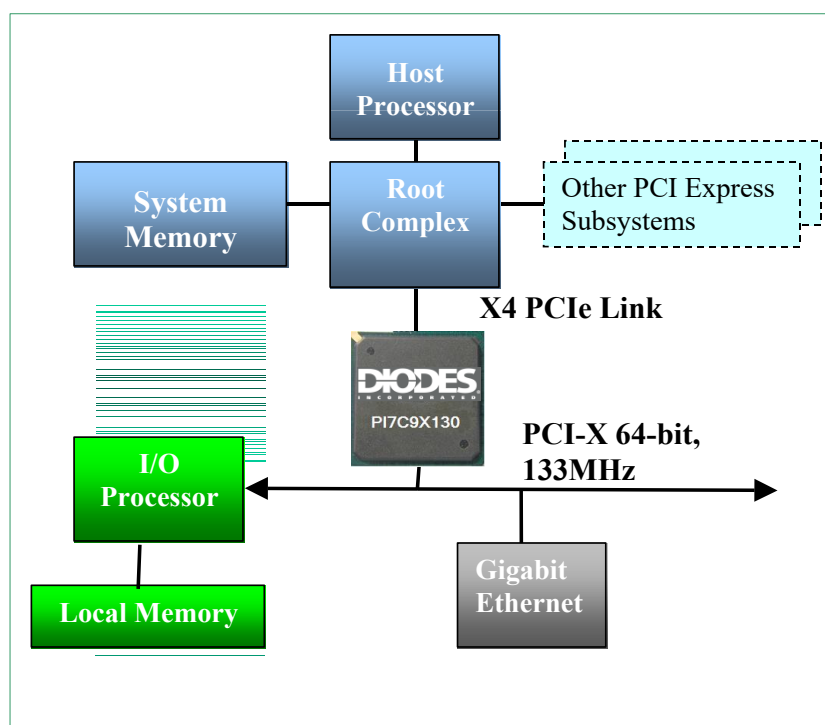 Host
Processor
System
Memory
Root
Complex
Other PCI Express
Subsystems
X4 PCIe Link
DIODES
INCORPORATED
PI7C9X130
PCI-X 64-bit,
133MHz
I/O
Processor
Local Memory
Gigabit
Ethernet